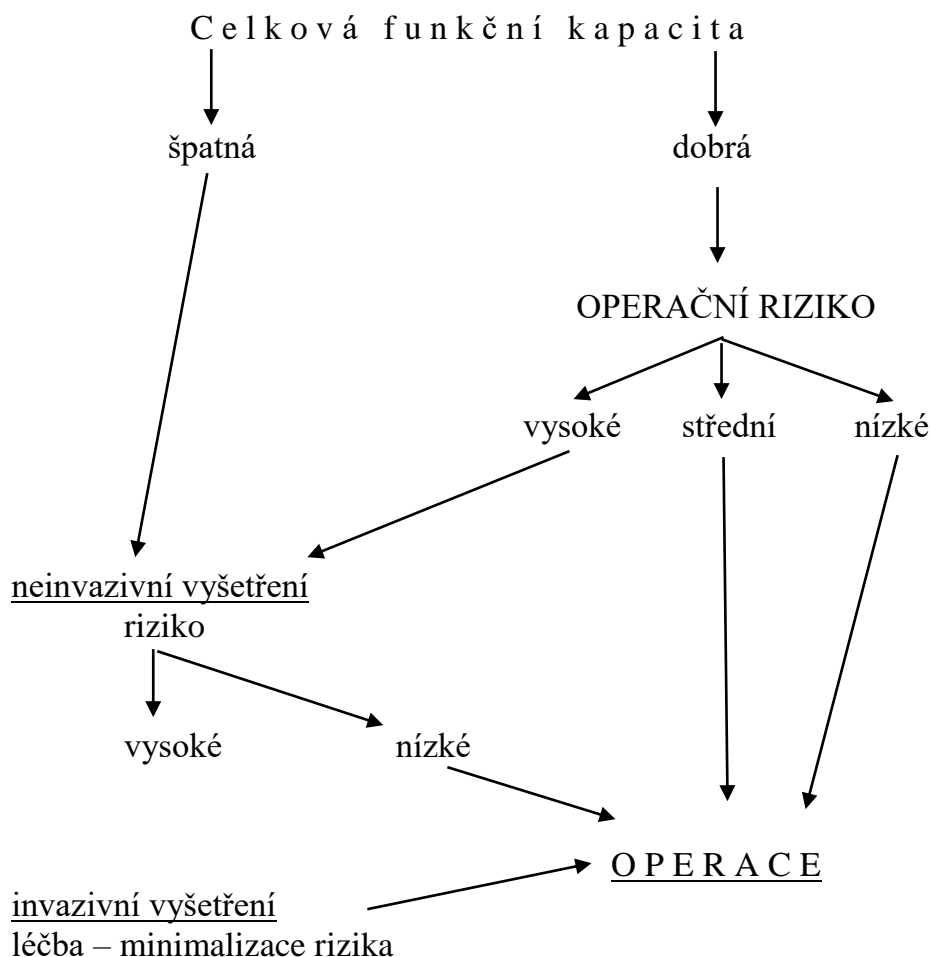 Celková funkční kapacita
špatná dobrá
OPERAČNÍ RIZIKO
vysoké střední nízké
neinvazivní vyšetření
riziko
vysoké nízké
OPERACE
invazivní vyšetření
léčba – minimalizace rizika